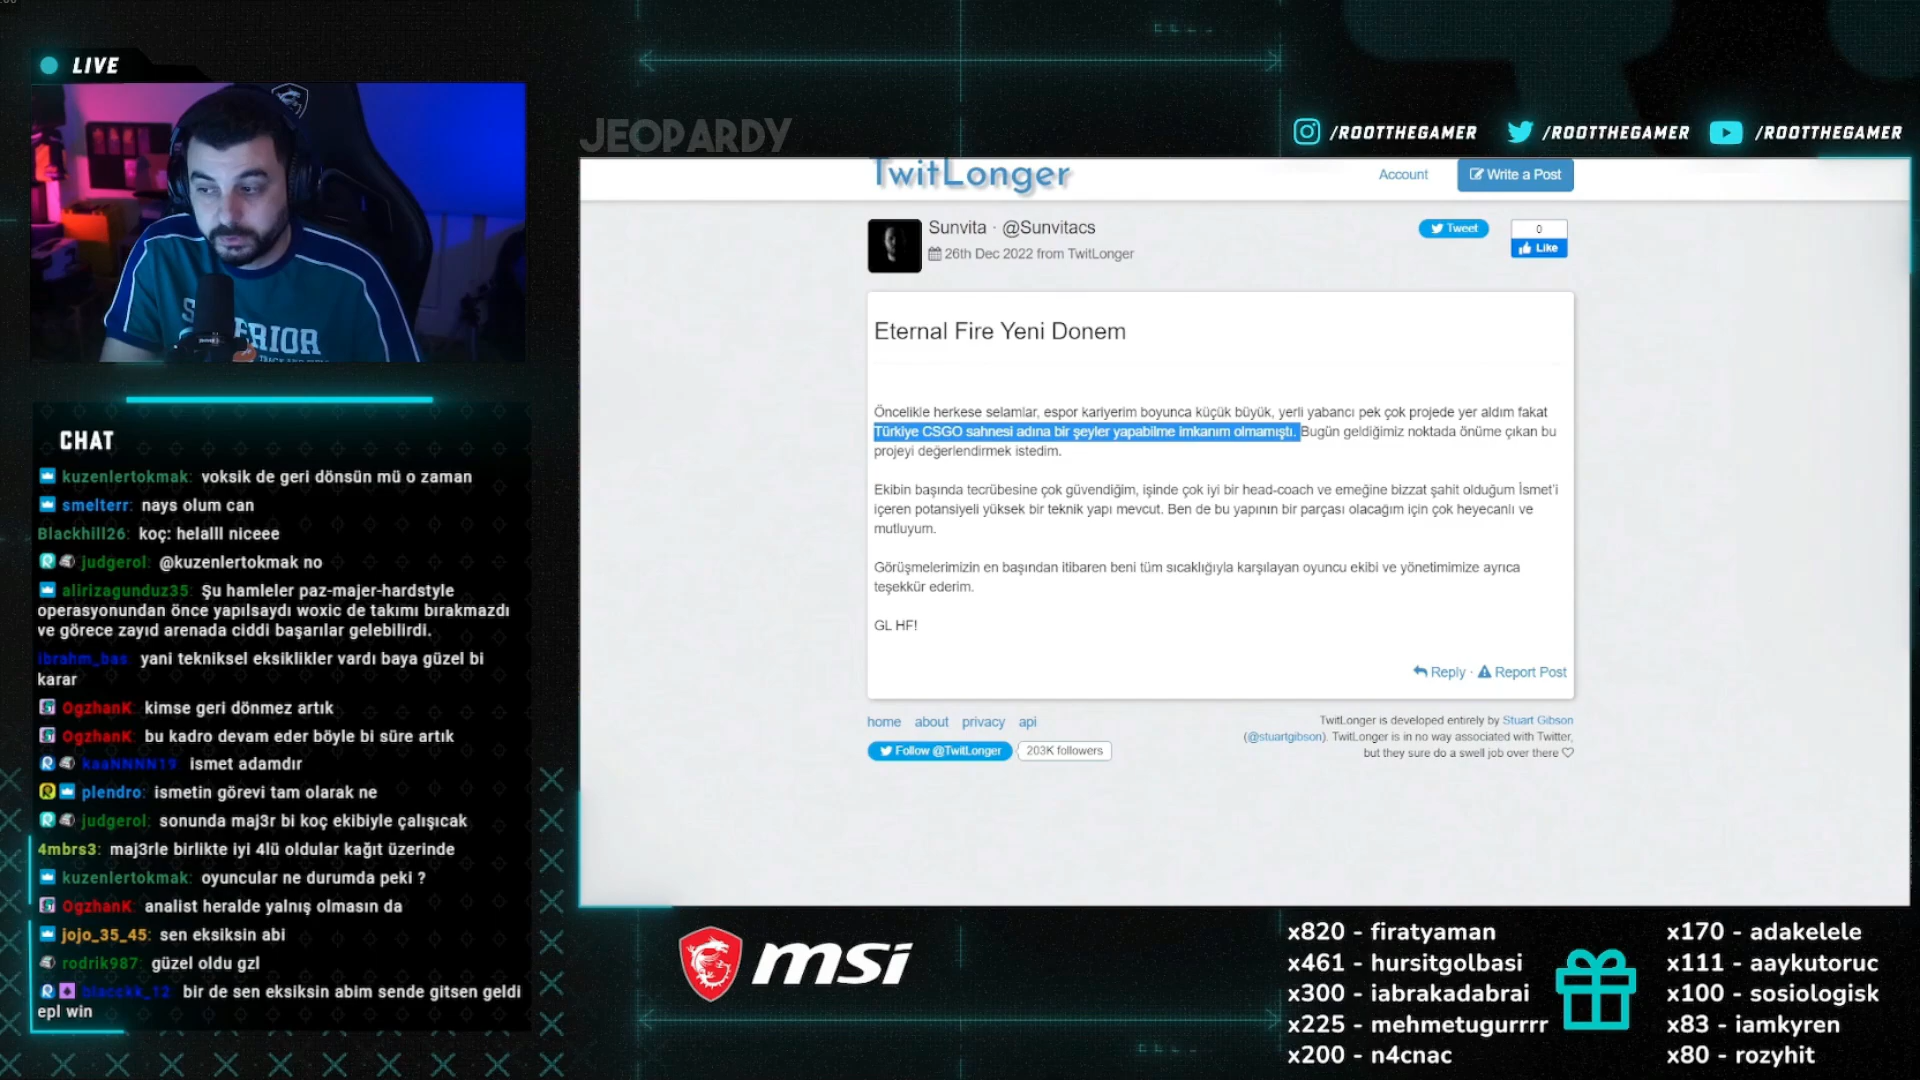 LIVE
JEOPARDY
/ROOTTHEGAMER
/ROOTTHEGAMER
/ROOTTHEGAMER
TwitLonger
Account
Write a Post
Sunvita · @Sunvitacs
26th Dec 2022 from TwitLonger
Tweet
0
Like
Eternal Fire Yeni Donem
Öncelikle herkese selamlar, espor kariyerim boyunca küçük büyük, yerli yabancı pek çok projede yer aldım fakat
Türkiye CSGO sahnesi adına bir şeyler yapabilme imkanım olmamıştı. Bugün geldiğimiz noktada önüme çıkan bu
projeyi değerlendirmek istedim.
Ekibin başında tecrübesine çok güvendiğim, işinde çok iyi bir head-coach ve emeğine bizzat şahit olduğum İsmet'i
içeren potansiyeli yüksek bir teknik yapı mevcut. Ben de bu yapının bir parçası olacağım için çok heyecanlı ve
mutluyum.
Görüşmelerimizin en başından itibaren beni tüm sıcaklığıyla karşılayan oyuncu ekibi ve yönetimimize ayrıca
teşekkür ederim.
GL HF!
Reply · Report Post
home about privacy api
Follow @TwitLonger
203K followers
TwitLonger is developed entirely by Stuart Gibson
(@stuartgibson). TwitLonger is in no way associated with Twitter,
but they sure do a swell job over there
CHAT
kuzenlertokmak: voksik de geri dönsün mü o zaman
smelterr: nays olum can
Blackhill26: koç: helalll niceee
judgerol: @kuzenlertokmak no
alirizagunduz35: Şu hamleler paz-majer-hardstyle
operasyonundan önce yapılsaydı woxic de takımı bırakmazdı
ve görece zayıd arenada ciddi başarılar gelebilirdi.
ibrahm_bas: yani tekniksel eksiklikler vardı baya güzel bi
karar
OgzhanK: kimse geri dönmez artık
OgzhanK: bu kadro devam eder böyle bi süre artık
kaaNNNN19: ismet adamdır
plendro: ismetin görevi tam olarak ne
judgerol: sonunda maj3r bi koç ekibiyle çalışıcak
4mbrs3: maj3rle birlikte iyi 4lü oldular kağıt üzerinde
kuzenlertokmak: oyuncular ne durumda peki ?
OgzhanK: analist heralde yalnış olmasın da
jojo_35_45: sen eksiksin abi
rodrik987: güzel oldu gzl
blacckk_12: bir de sen eksiksin abim sende gitsen geldi
epl win
msi
x820 - firatyaman
x461 - hursitgolbasi
x300 - iabrakadabrai
x225 - mehmetugurrrr
x200 - n4cnac
x170 - adakelele
x111 - aaykutoruc
x100 - sosiologisk
x83 - iamkyren
x80 - rozyhit